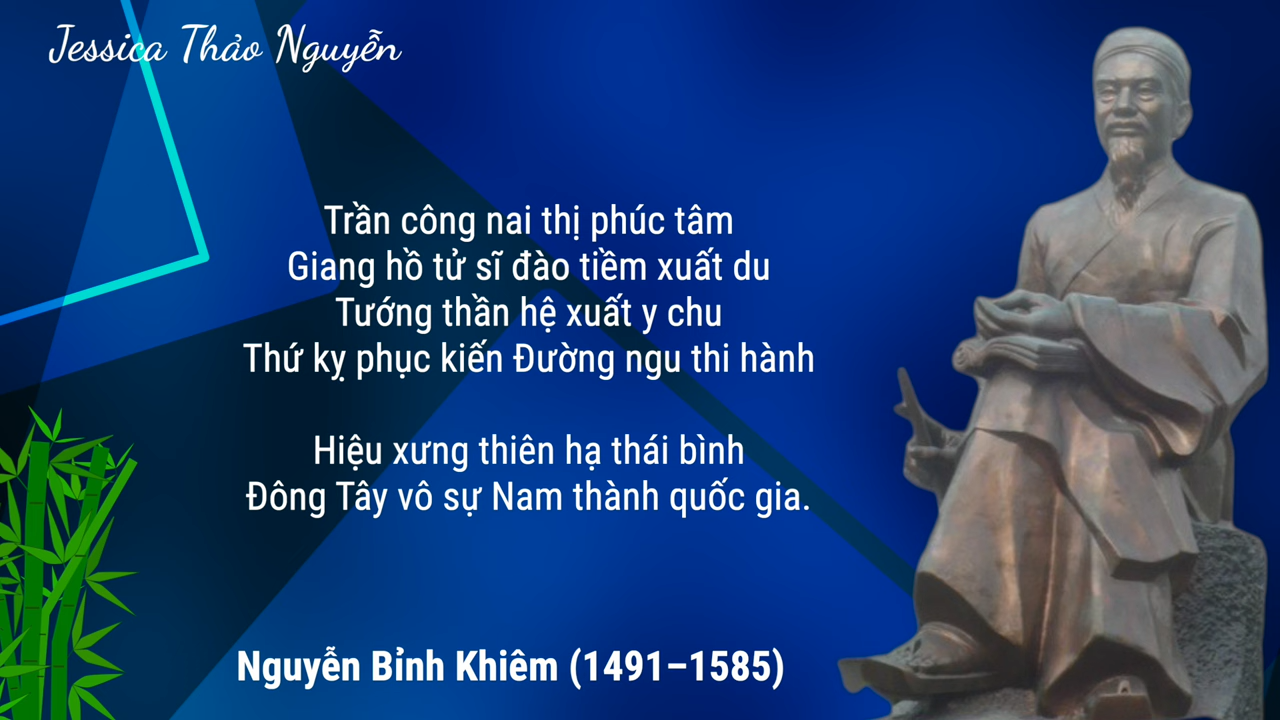 Jessica Thảo Nguyễn
Trần công nai thị phúc tâm
Giang hồ tử sĩ đào tiềm xuất du
Tướng thần hệ xuất y chu
Thứ kỵ phục kiến Đường ngu thi hành
Hiệu xưng thiên hạ thái bình
Đông Tây vô sự Nam thành quốc gia.
Nguyễn Bỉnh Khiêm (1491–1585)